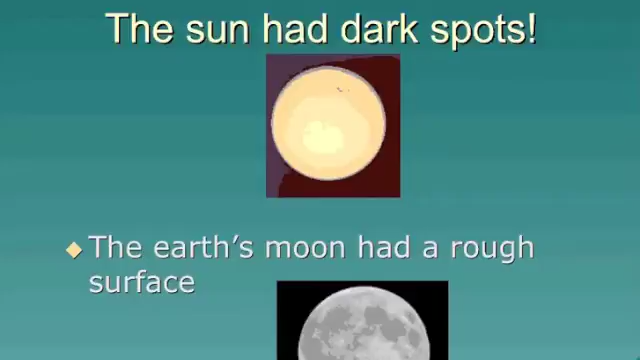 The sun had dark spots!
The earth’s moon had a rough
surface